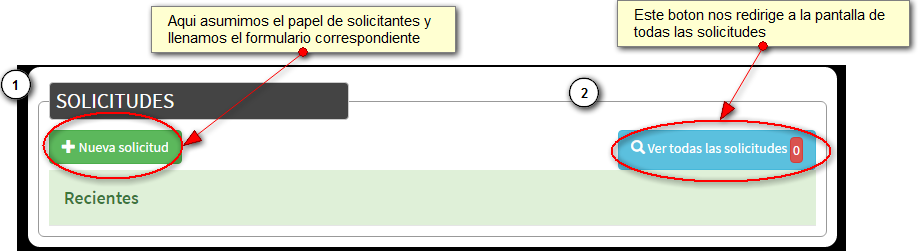 Aqui asumimos el papel de solicitantes y
llenamos el formulario correspondiente
Este boton nos redirige a la pantalla de
todas las solicitudes
1
SOLICITUDES
2
Nueva solicitud
Ver todas las solicitudes 0
Recientes